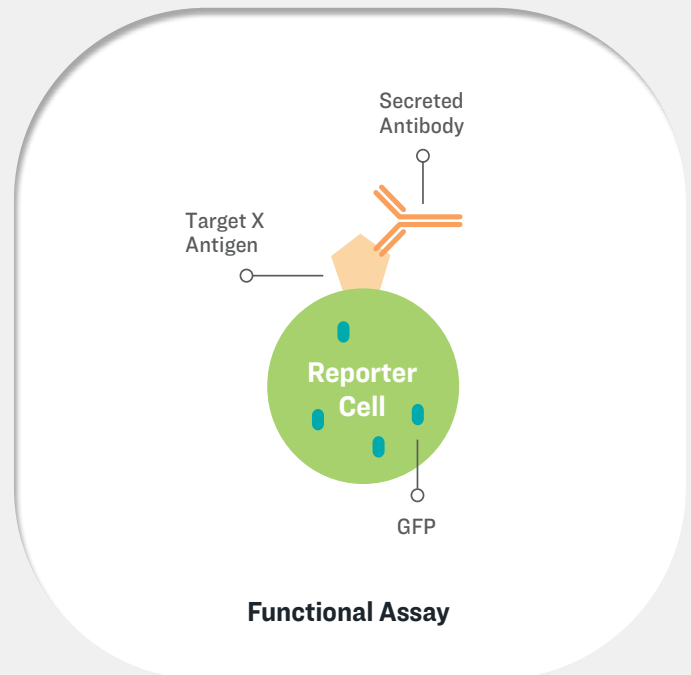 Secreted
Antibody
Target X
Antigen
Reporter
Cell
GFP
Functional Assay